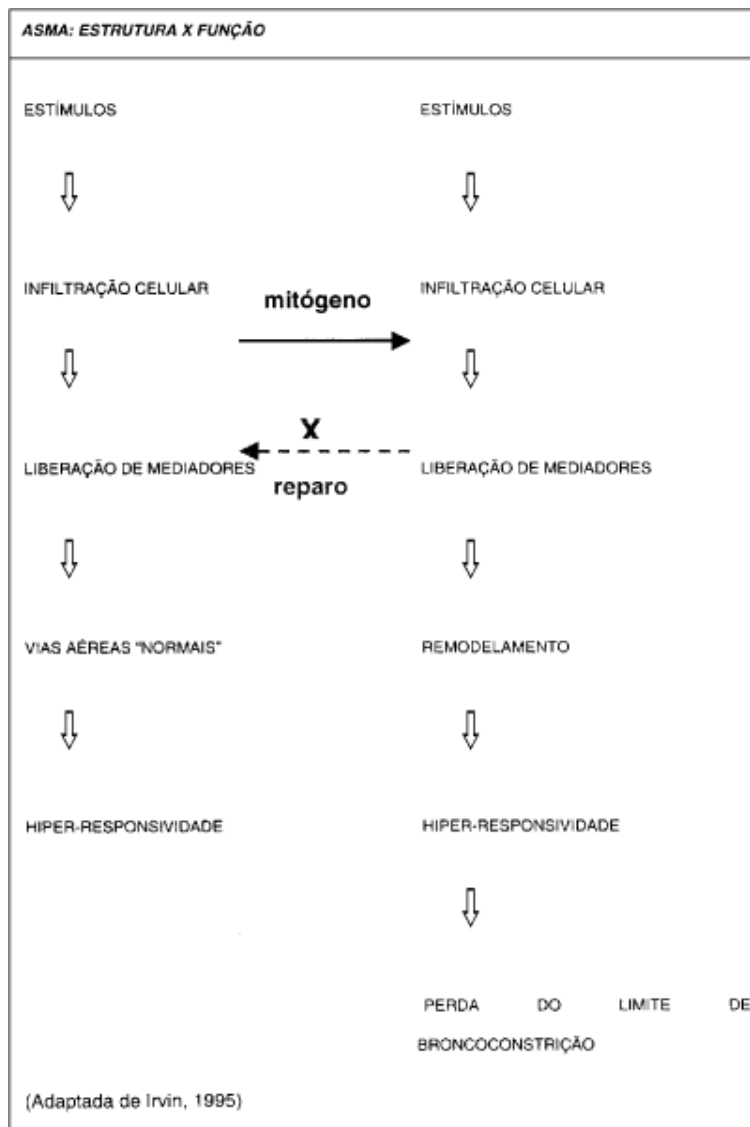 ASMA: ESTRUTURA X FUNÇÃO
ESTÍMULOS
ESTÍMULOS
INFILTRAÇÃO CELULAR
mitógeno
INFILTRAÇÃO CELULAR
X
LIBERAÇÃO DE MEDIADORES
reparo
LIBERAÇÃO DE MEDIADORES
VIAS AÉREAS "NORMAIS"
REMODELAMENTO
HIPER-RESPONSIVIDADE
HIPER-RESPONSIVIDADE
PERDA DO LIMITE DE
BRONCOCONSTRIÇÃO
(Adaptada de Irvin, 1995)